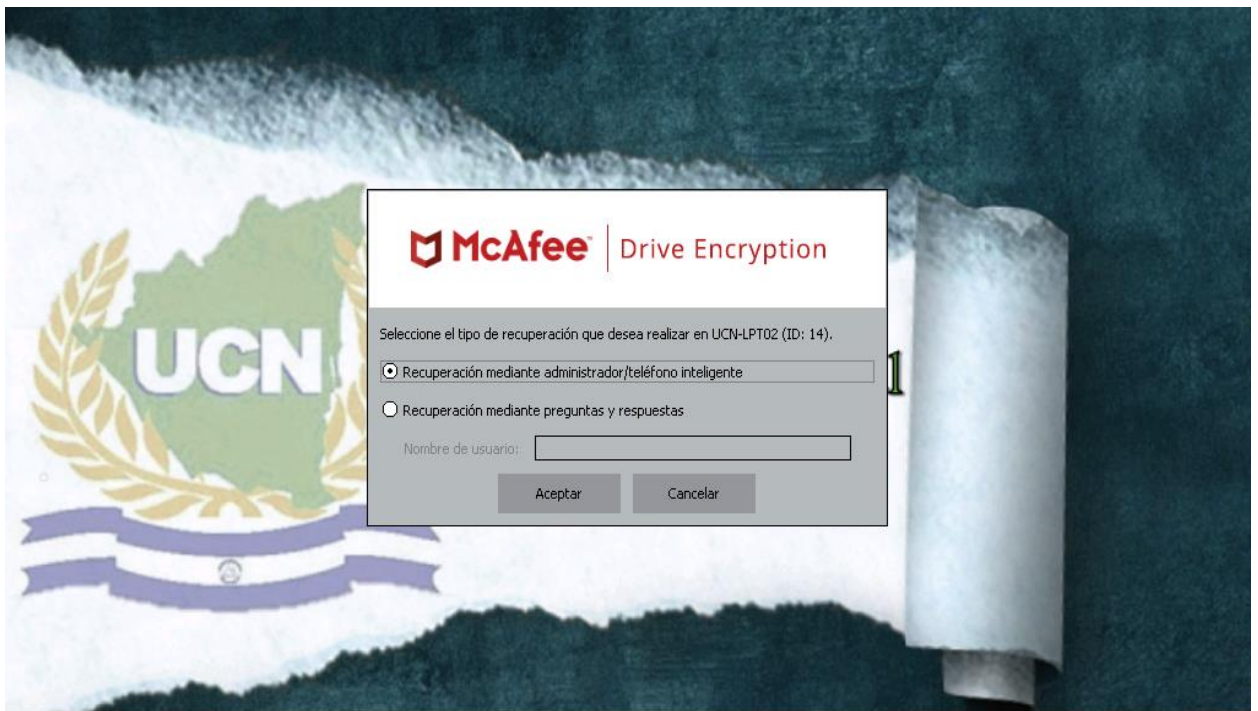 UCN
McAfee™ | Drive Encryption
Seleccione el tipo de recuperación que desea realizar en UCN-LPT02 (ID: 14).
Recuperación mediante administrador/teléfono inteligente
Recuperación mediante preguntas y respuestas
Nombre de usuario:
Aceptar
Cancelar